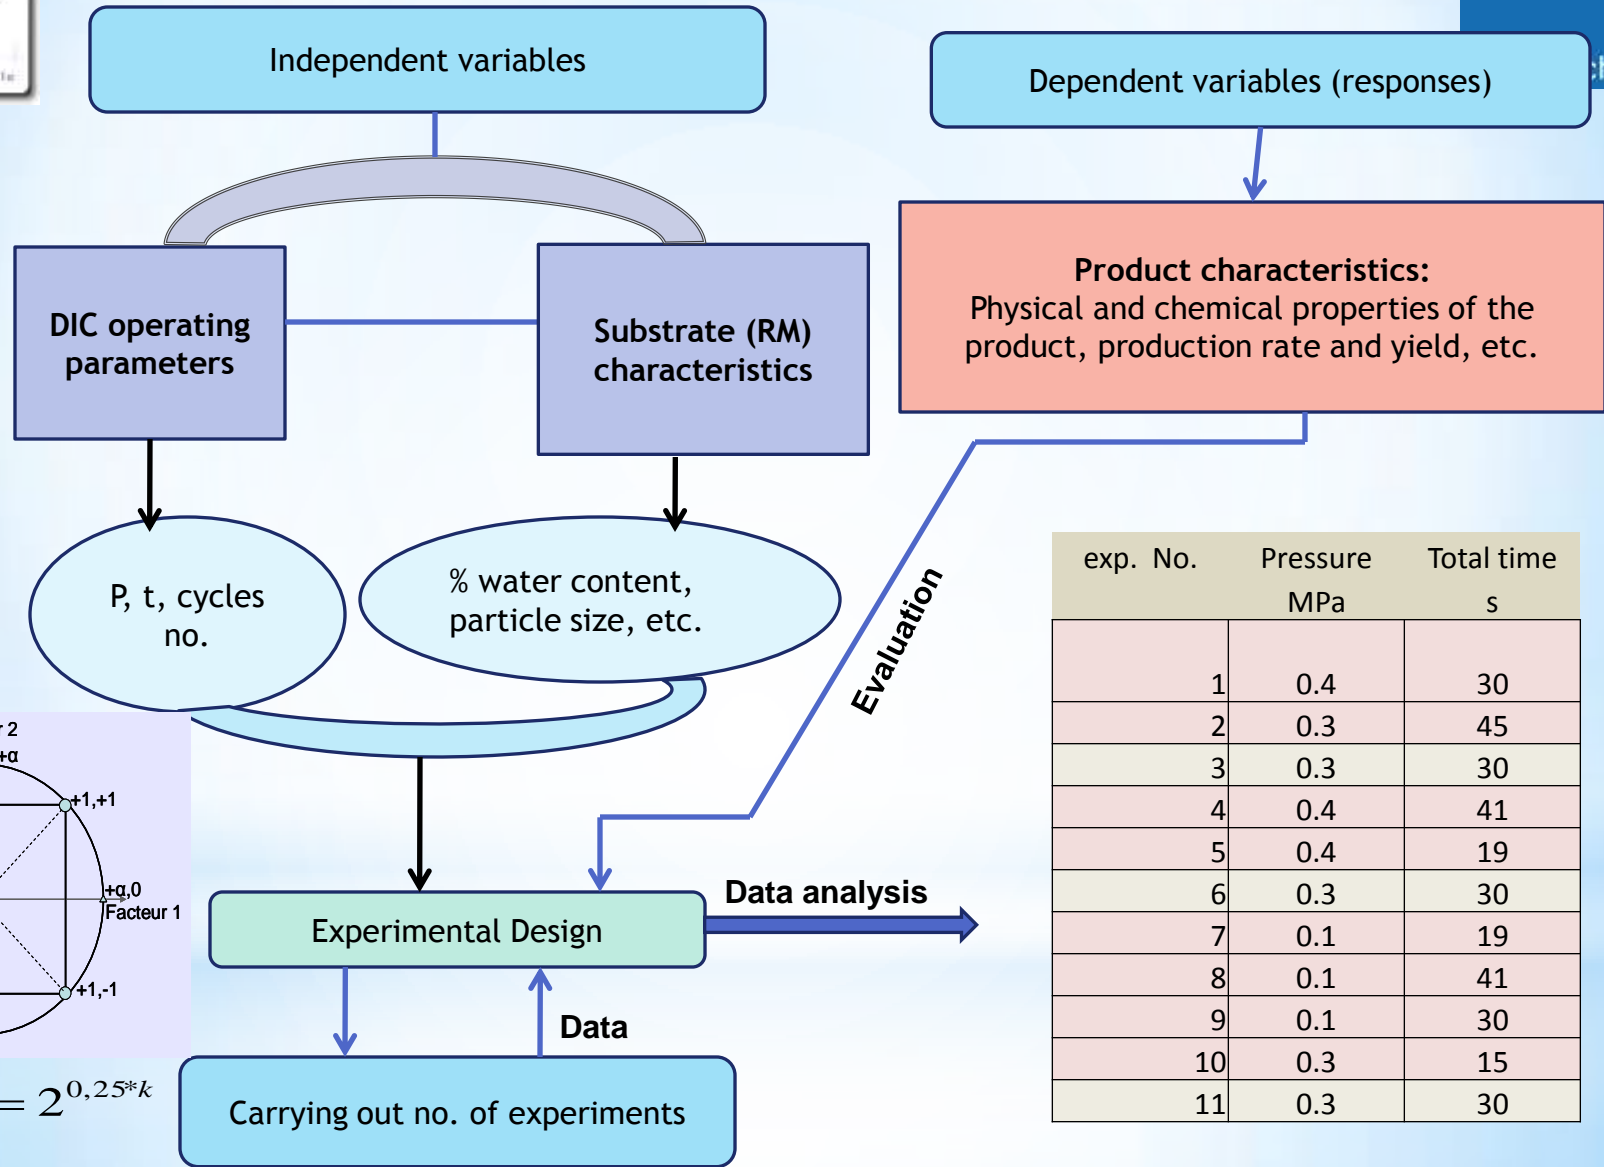 Independent variables
Dependent variables (responses)
DIC operating
parameters
Substrate (RM)
characteristics
Product characteristics:
Physical and chemical properties of the
product, production rate and yield, etc.
P, t, cycles
no.
% water content,
particle size, etc.
Evaluation
exp. No. Pressure MPa Total time s
1 0.4 30
2 0.3 45
3 0.3 30
4 0.4 41
5 0.4 19
6 0.3 30
7 0.1 19
8 0.1 41
9 0.1 30
10 0.3 15
11 0.3 30
2
+α
+1,+1
+α,0
Facteur 1
+1,-1
= 2^0,25*k
Experimental Design
Data analysis
Data
Carrying out no. of experiments